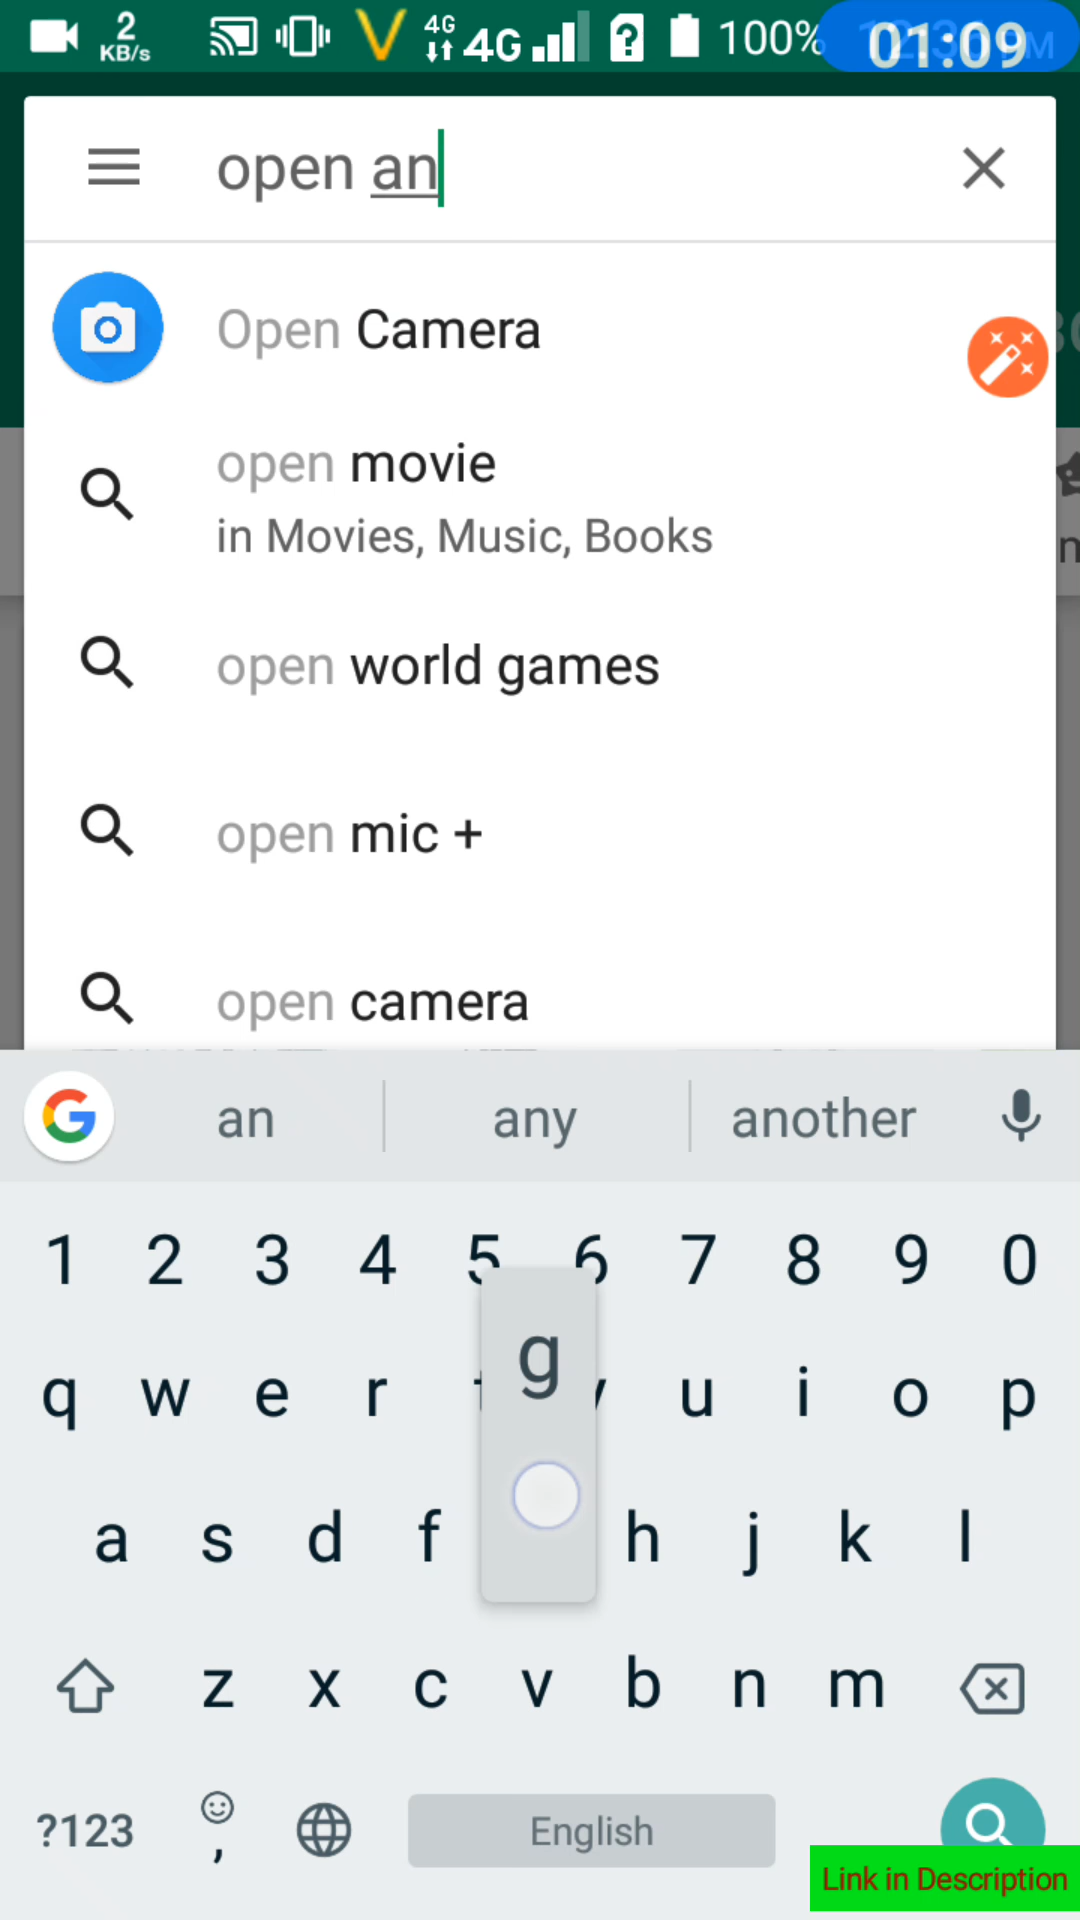 2
KB/s
4G
4G
100%
01:09
open an
Open Camera
open movie
in Movies, Music, Books
open world games
open mic +
open camera
an any another
1 2 3 4 5 6 7 8 9 0
q w e r u i o p
g
a s d f h j k l
z x c v b n m
?123 , English
Link in Description